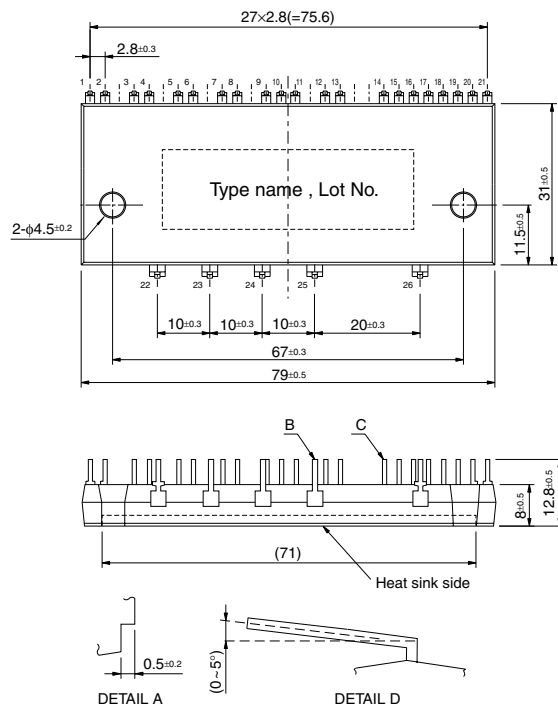 27×2.8(=75.6)
2.8±0.3
1 2 3 4 5 6 7 8 9 10 11 12 13 14 15 16 17 18 19 20 21
Type name , Lot No.
31±0.5
11.5±0.5
2-φ4.5±0.2
22 23 24 25 26
10±0.3 10±0.3 10±0.3 20±0.3
67±0.3
79±0.5
B C
8±0.5
12.8±0.5
(71)
Heat sink side
0.5±0.2
(0~5°)
DETAIL A DETAIL D